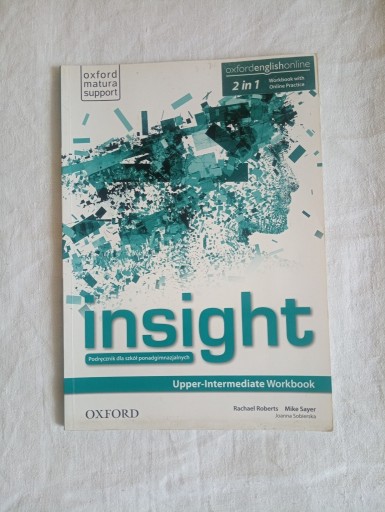 oxford
matura
support
oxfordenglishonline
2 in 1
Workbook with
Online Practice
insight
Podręcznik dla szkół ponadgimnazjalnych
Upper-Intermediate Workbook
OXFORD
Rachael Roberts Mike Sayer
Joanna Sobierska